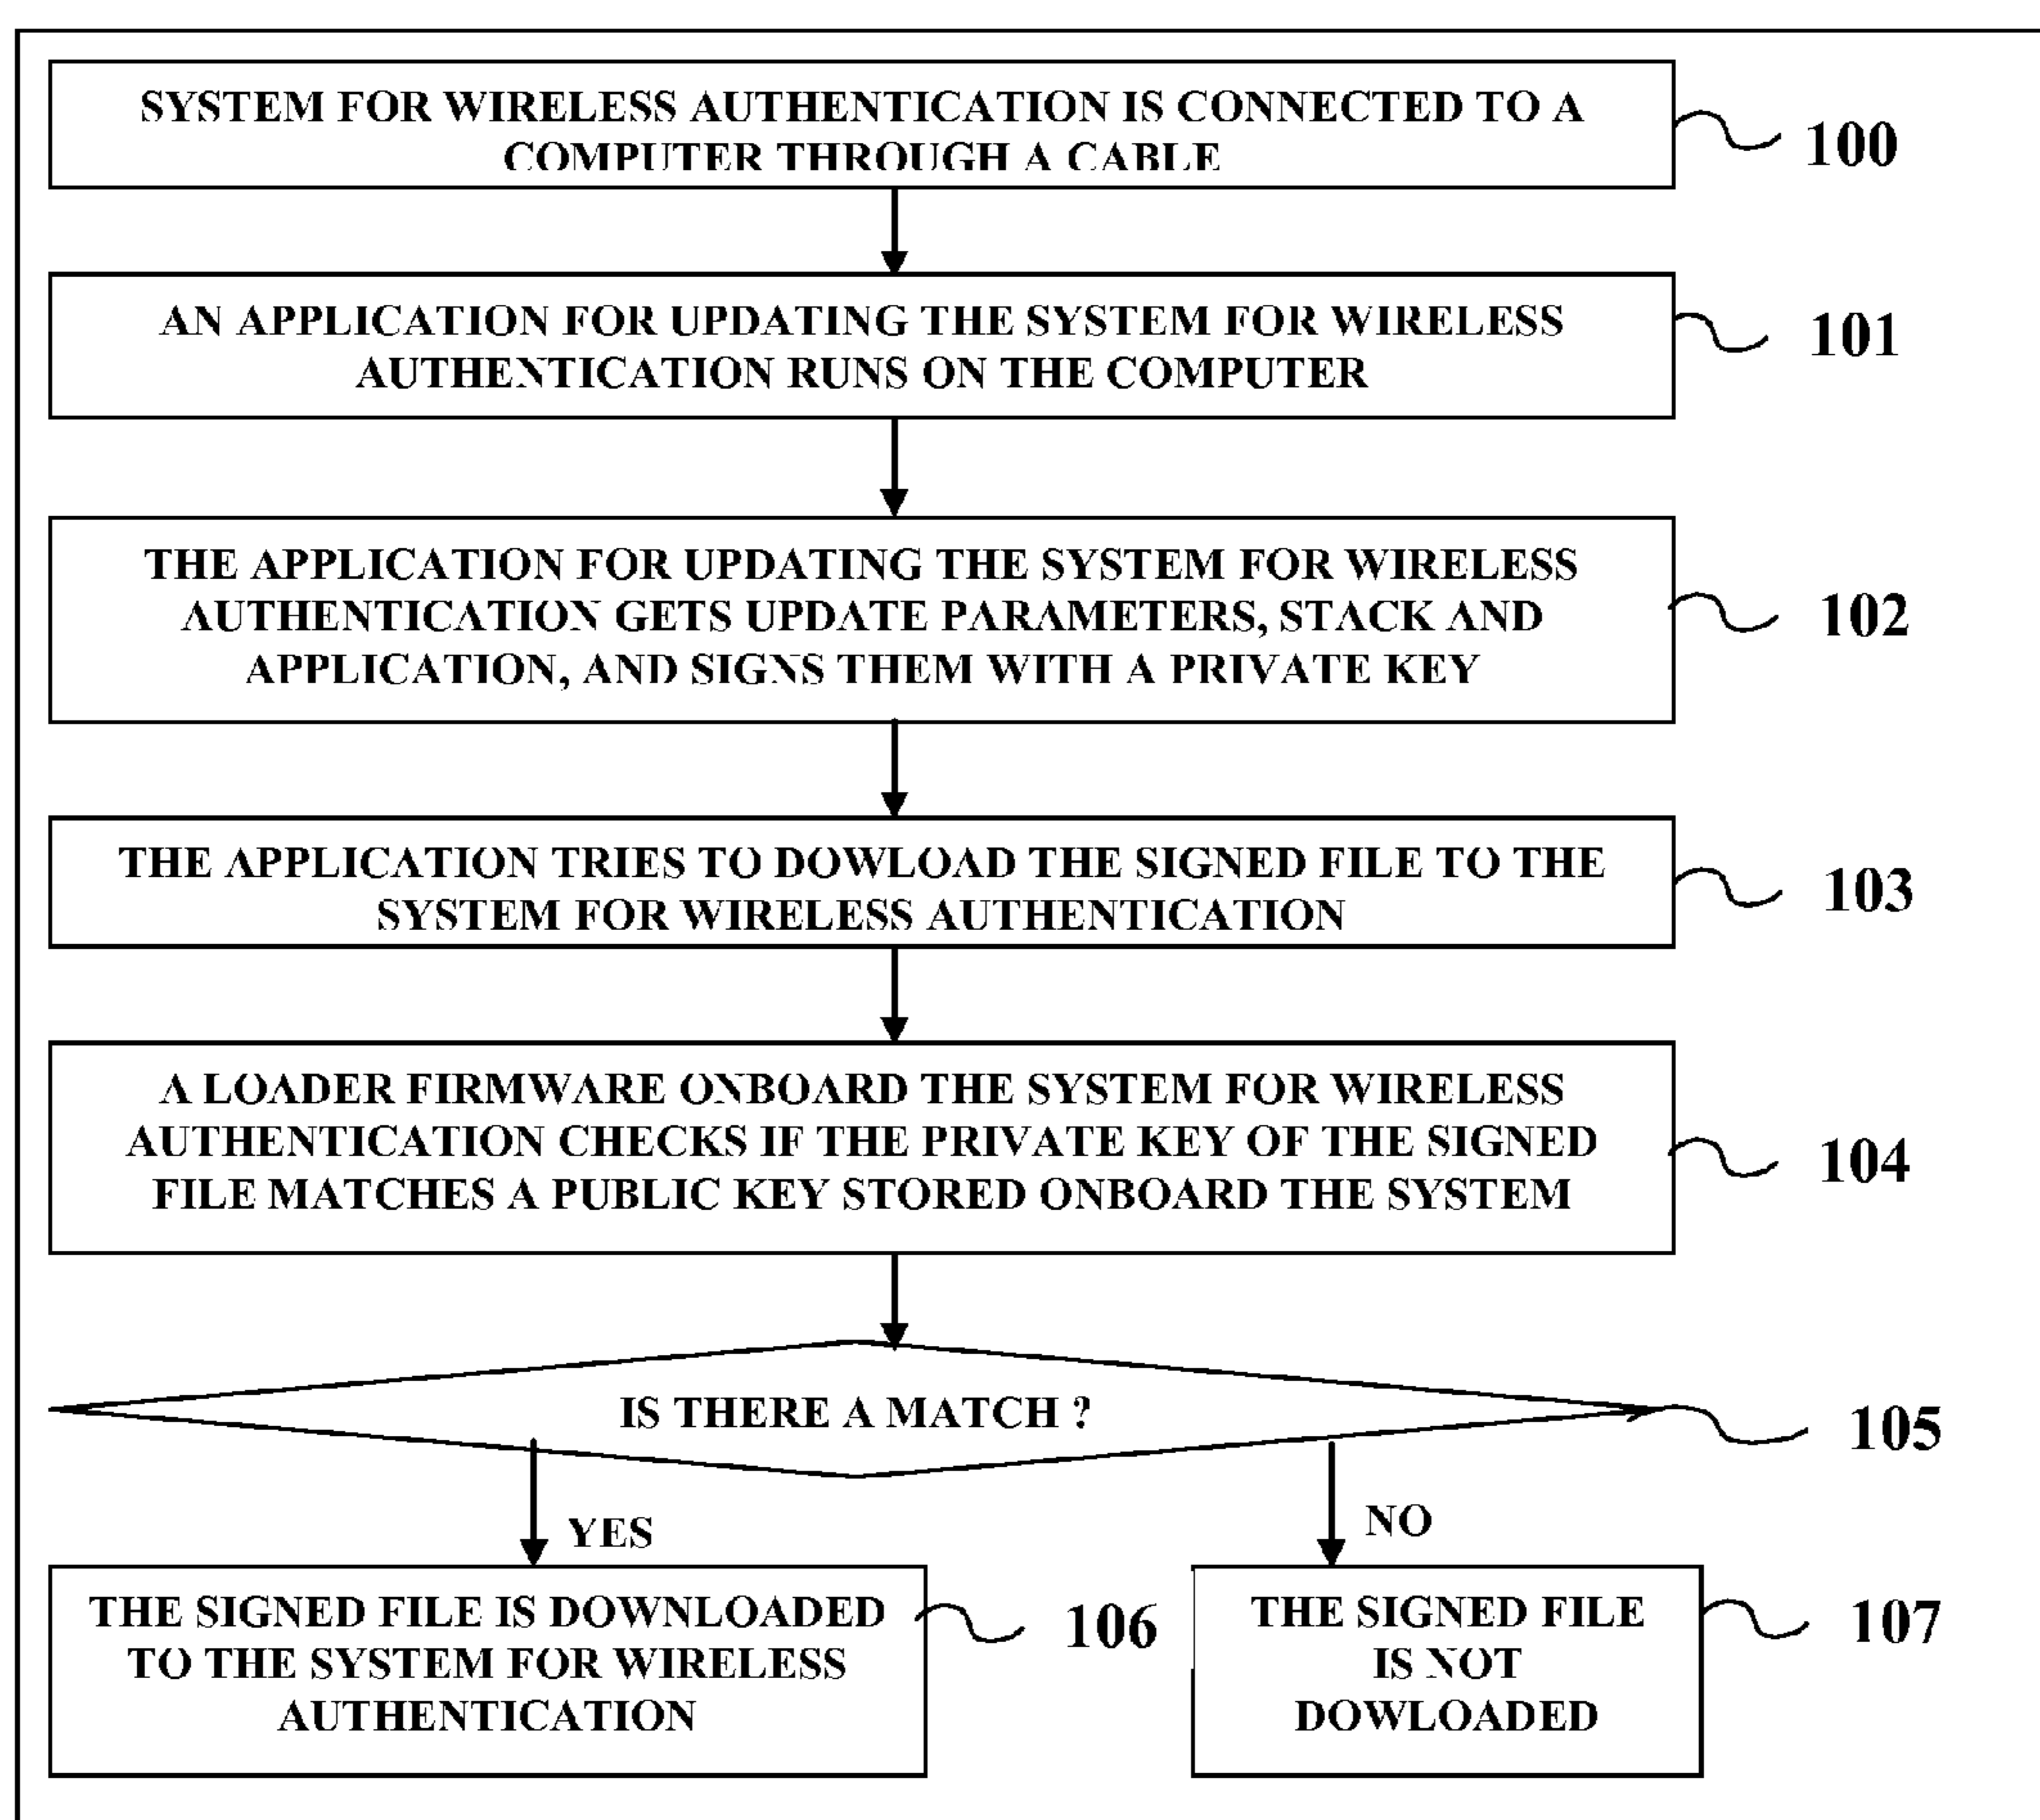 SYSTEM FOR WIRELESS AUTHENTICATION IS CONNECTED TO A
COMPUTER THROUGH A CABLE
100
AN APPLICATION FOR UPDATING THE SYSTEM FOR WIRELESS
AUTHENTICATION RUNS ON THE COMPUTER
101
THE APPLICATION FOR UPDATING THE SYSTEM FOR WIRELESS
AUTHENTICATION GETS UPDATE PARAMETERS, STACK AND
APPLICATION, AND SIGNS THEM WITH A PRIVATE KEY
102
THE APPLICATION TRIES TO DOWLOAD THE SIGNED FILE TO THE
SYSTEM FOR WIRELESS AUTHENTICATION
103
A LOADER FIRMWARE ONBOARD THE SYSTEM FOR WIRELESS
AUTHENTICATION CHECKS IF THE PRIVATE KEY OF THE SIGNED
FILE MATCHES A PUBLIC KEY STORED ONBOARD THE SYSTEM
104
IS THERE A MATCH ?
105
YES
NO
THE SIGNED FILE IS DOWNLOADED
TO THE SYSTEM FOR WIRELESS
AUTHENTICATION
106
THE SIGNED FILE
IS NOT
DOWLOADED
107